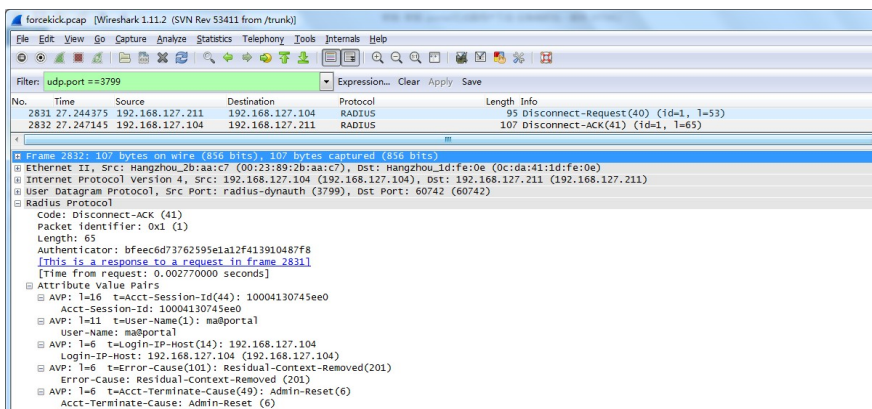 forcekick.pcap [Wireshark 1.11.2 (SVN Rev 53411 from /trunk)]
File Edit View Go Capture Analyze Statistics Telephony Tools Internals Help
Filter: udp.port ==3799 Expression... Clear Apply Save
No. Time Source Destination Protocol Length Info
2831 27.244375 192.168.127.211 192.168.127.104 RADIUS 95 Disconnect-Request(40) (id=1, l=53)
2832 27.247145 192.168.127.104 192.168.127.211 RADIUS 107 Disconnect-ACK(41) (id=1, l=65)
Frame 2832: 107 bytes on wire (856 bits), 107 bytes captured (856 bits)
Ethernet II, Src: Hangzhou_2b:aa:c7 (00:23:89:2b:aa:c7), Dst: Hangzhou_1d:fe:0e (0c:da:41:1d:fe:0e)
Internet Protocol Version 4, Src: 192.168.127.104 (192.168.127.104), Dst: 192.168.127.211 (192.168.127.211)
User Datagram Protocol, Src Port: radius-dynauth (3799), Dst Port: 60742 (60742)
Radius Protocol
Code: Disconnect-ACK (41)
Packet identifier: 0x1 (1)
Length: 65
Authenticator: bfeec6d73762595e1a12f413910487f8
[This is a response to a request in frame 2831]
[Time from request: 0.002770000 seconds]
Attribute Value Pairs
AVP: l=16 t=Acct-Session-Id(44): 10004130745ee0
Acct-Session-Id: 10004130745ee0
AVP: l=11 t=User-Name(1): ma@portal
User-Name: ma@portal
AVP: l=6 t=Login-IP-Host(14): 192.168.127.104
Login-IP-Host: 192.168.127.104 (192.168.127.104)
AVP: l=6 t=Error-Cause(101): Residual-Context-Removed(201)
Error-Cause: Residual-Context-Removed (201)
AVP: l=6 t=Acct-Terminate-Cause(49): Admin-Reset(6)
Acct-Terminate-Cause: Admin-Reset (6)